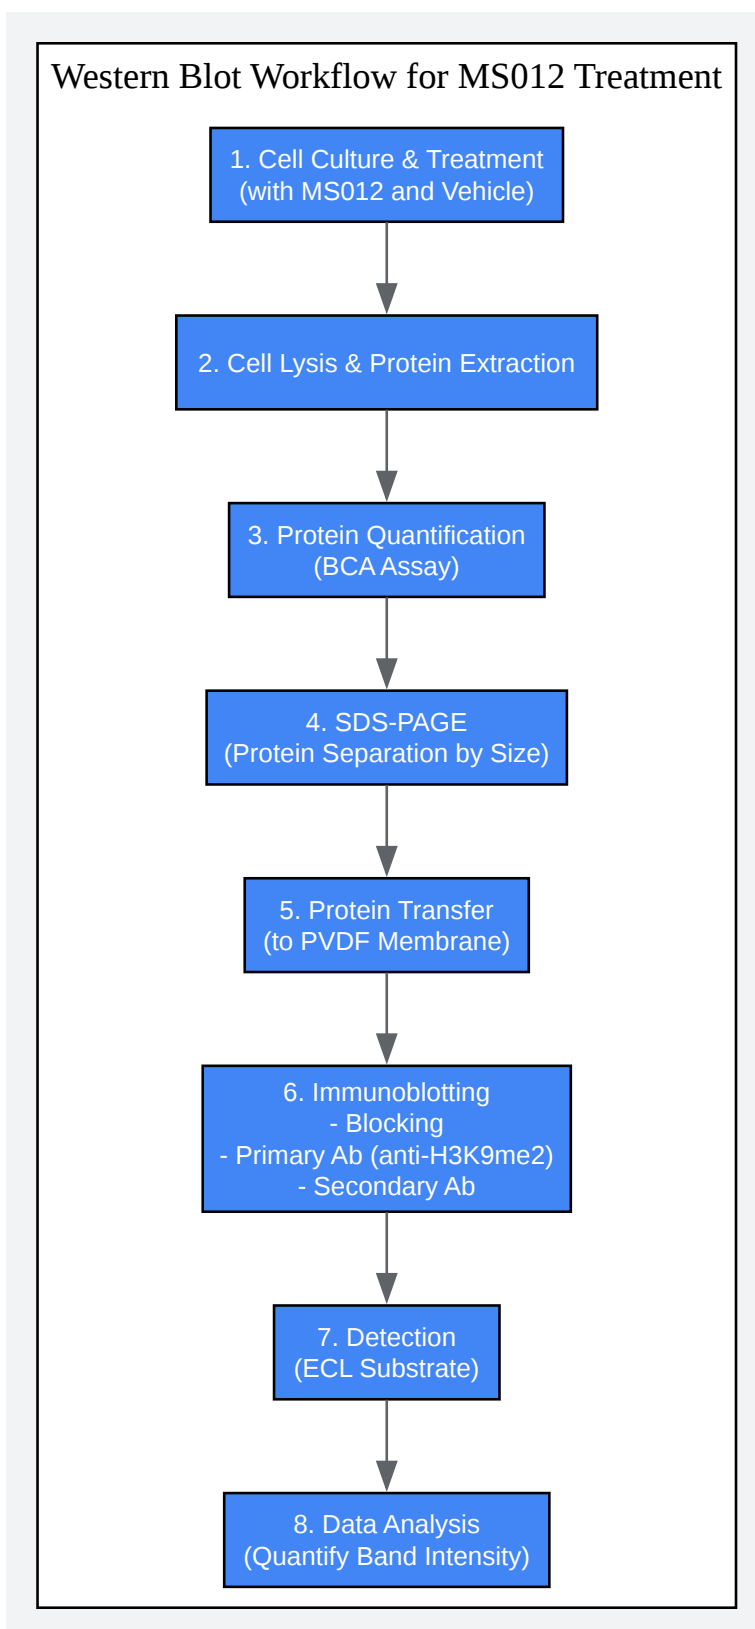 Western Blot Workflow for MS012 Treatment
1. Cell Culture & Treatment
(with MS012 and Vehicle)
2. Cell Lysis & Protein Extraction
3. Protein Quantification
(BCA Assay)
4. SDS-PAGE
(Protein Separation by Size)
5. Protein Transfer
(to PVDF Membrane)
6. Immunoblotting
- Blocking
- Primary Ab (anti-H3K9me2)
- Secondary Ab
7. Detection
(ECL Substrate)
8. Data Analysis
(Quantify Band Intensity)